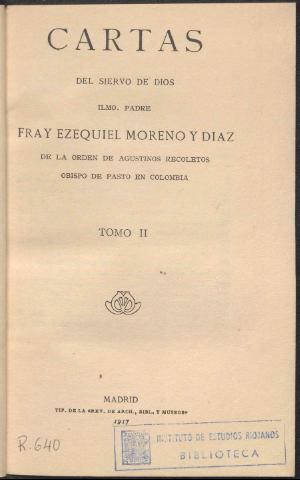 CARTAS
DEL SIERVO DE DIOS
ILMO. PADRE
FRAY EZEQUIEL MORENO Y DIAZ
DE LA ORDEN DE AGUSTINOS RECOLETOS
OBISPO DE PASTO EN COLOMBIA
TOMO II
MADRID
TIP. DE LA «REV. DE ARCH., BIBL. Y MUSEOS»
1917
INSTITUTO DE ESTUDIOS RIOJANOS
BIBLIOTECA
R.640